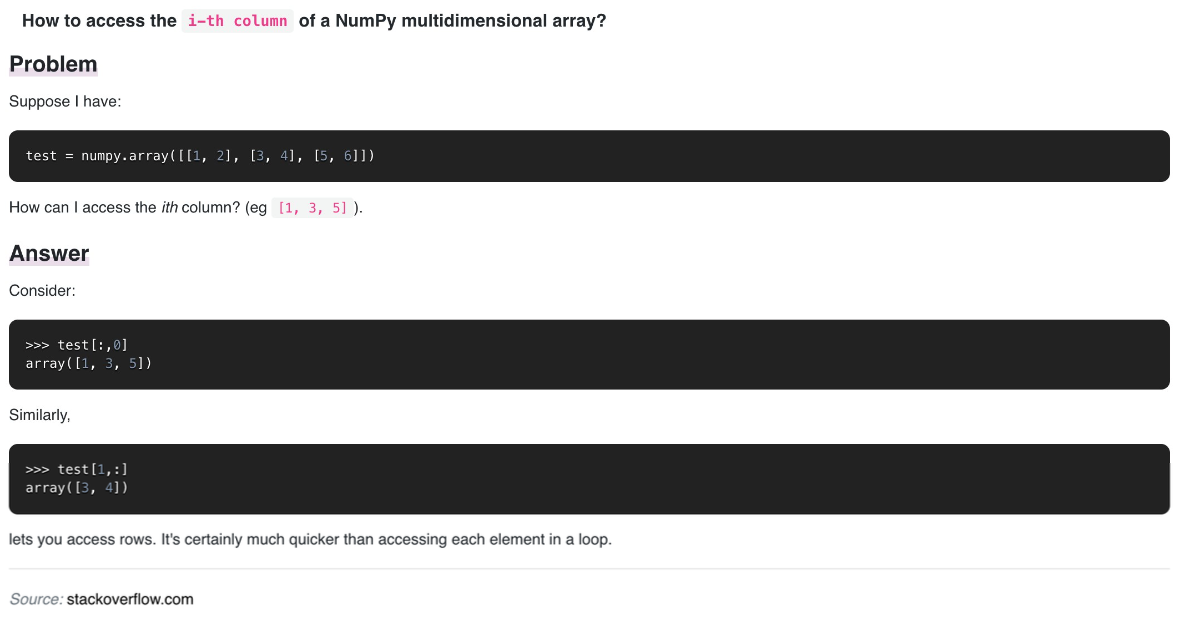 How to access the i-th column of a NumPy multidimensional array?
Problem
Suppose I have:
test = numpy.array([[1, 2], [3, 4], [5, 6]])
How can I access the ith column? (eg [1, 3, 5] ).
Answer
Consider:
>>> test[:,0]
array([1, 3, 5])
Similarly,
>>> test[1,:]
array([3, 4])
lets you access rows. It's certainly much quicker than accessing each element in a loop.
Source: stackoverflow.com